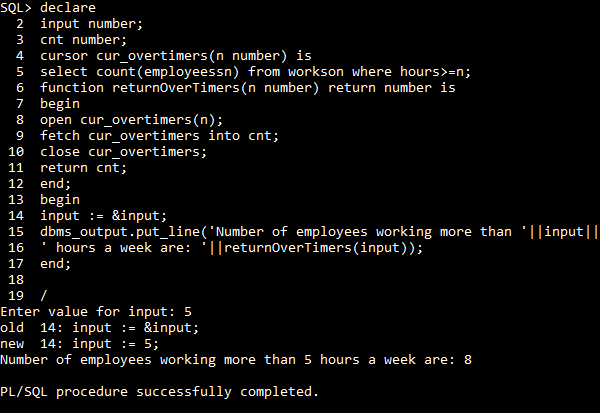 SQL> declare
2 input number;
3 cnt number;
4 cursor cur_overtimers(n number) is
5 select count(employeessn) from workson where hours>=n;
6 function returnOverTimers(n number) return number is
7 begin
8 open cur_overtimers(n);
9 fetch cur_overtimers into cnt;
10 close cur_overtimers;
11 return cnt;
12 end;
13 begin
14 input := &input;
15 dbms_output.put_line('Number of employees working more than '||input||
16 ' hours a week are: '||returnOverTimers(input));
17 end;
18
19 /
Enter value for input: 5
old 14: input := &input;
new 14: input := 5;
Number of employees working more than 5 hours a week are: 8
PL/SQL procedure successfully completed.